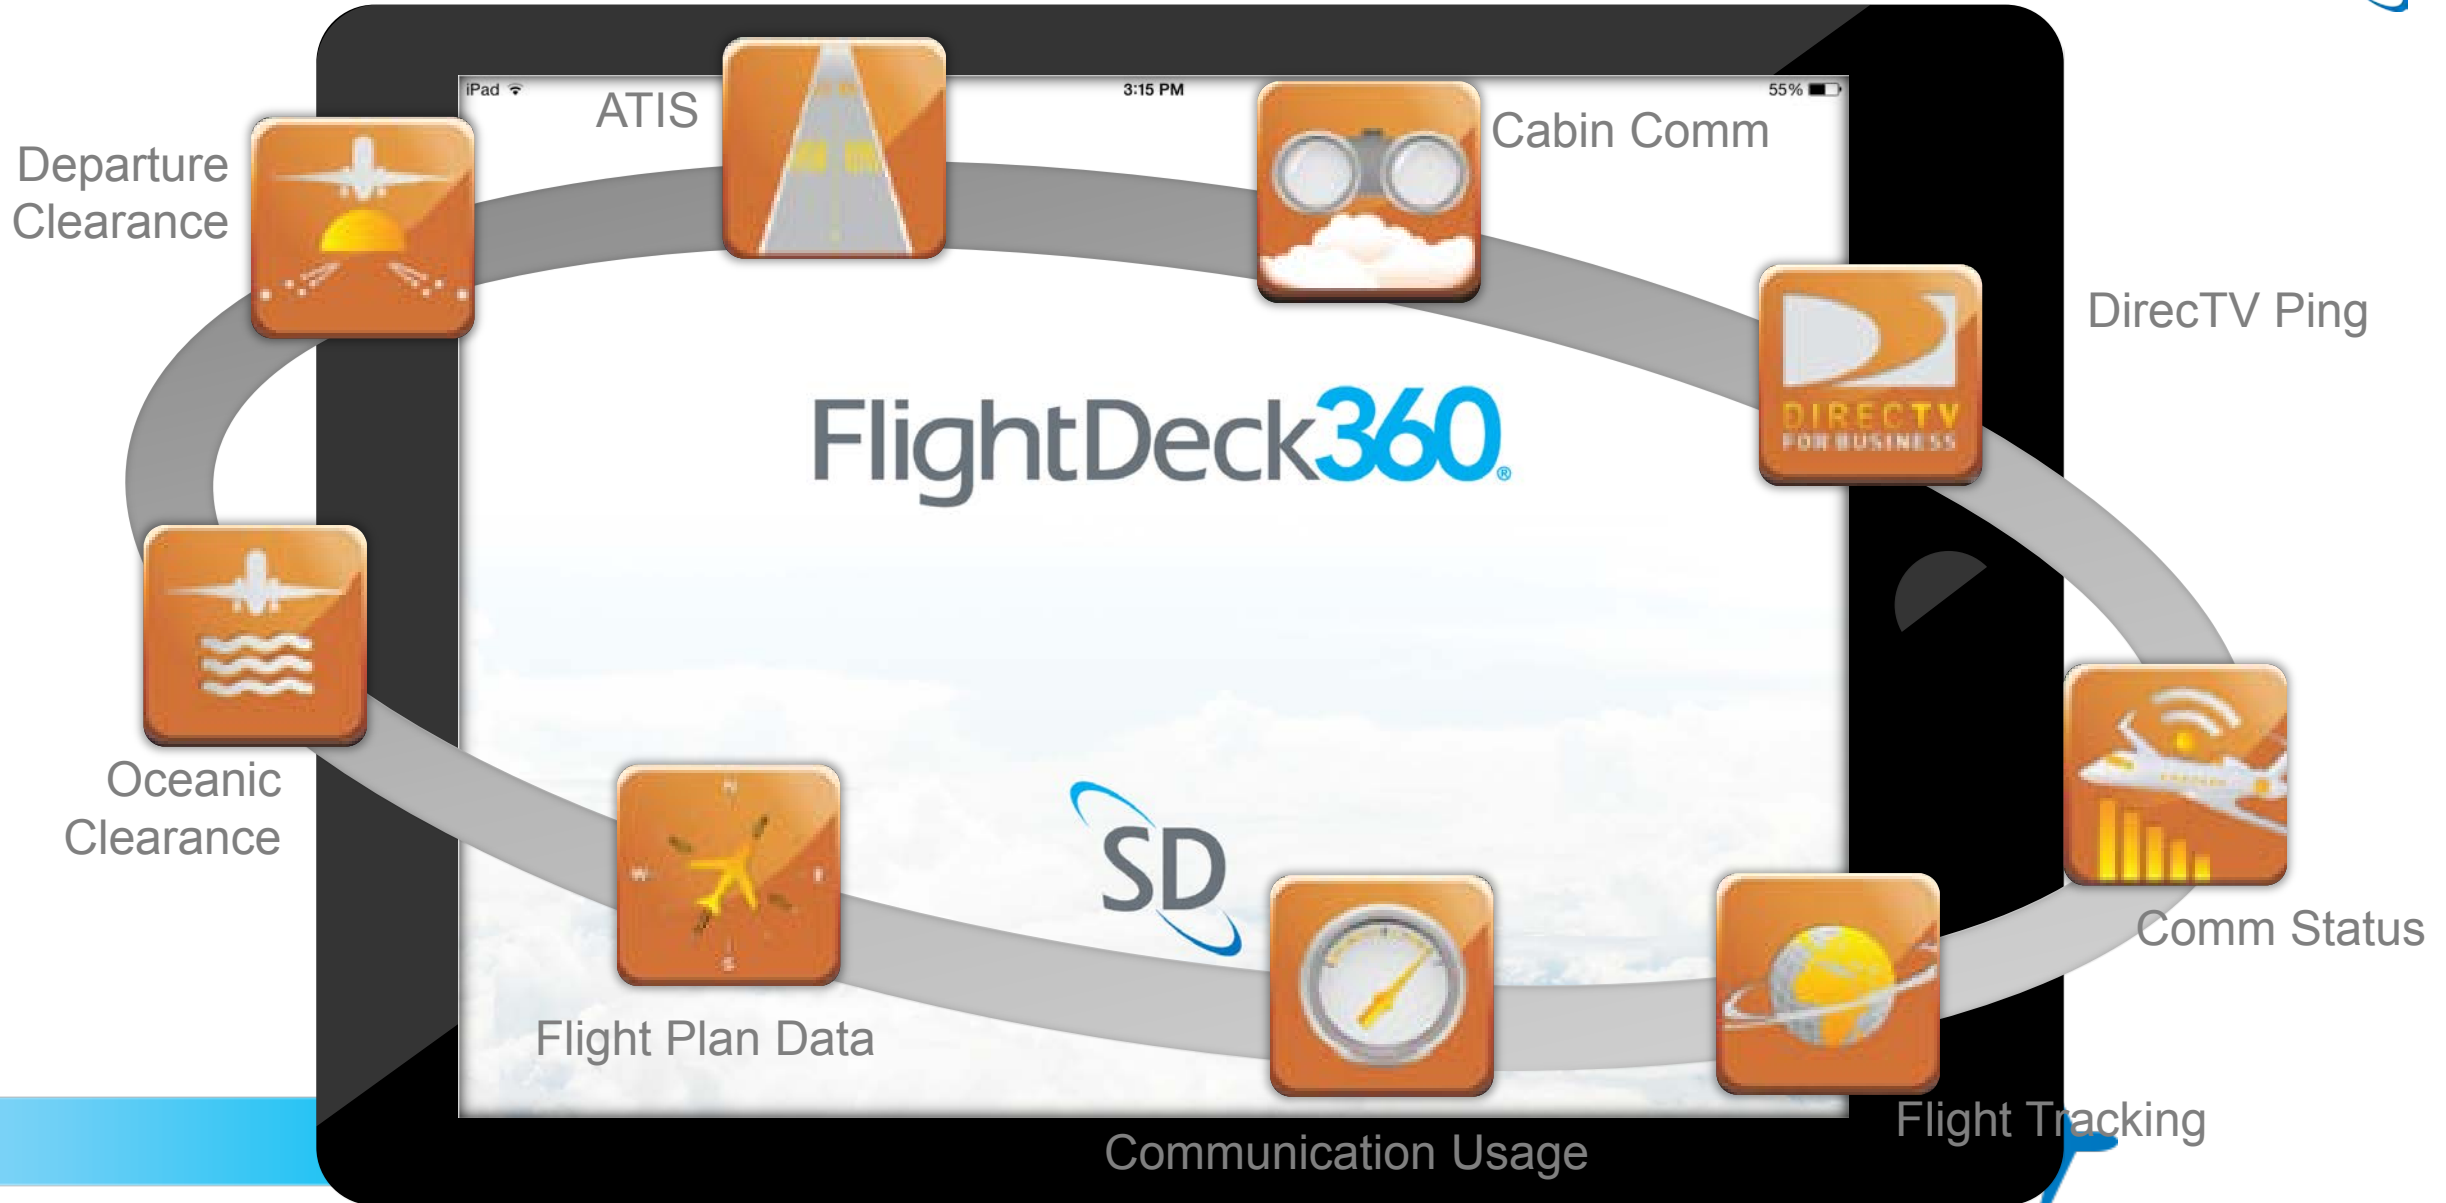 iPad
3:15 PM
55%
ATIS
Cabin Comm
Departure
Clearance
DirecTV Ping
DIRECTV
FOR BUSINESS
FlightDeck360®
Oceanic
Clearance
N
W
E
S
SD
Comm Status
Flight Plan Data
Flight Tracking
Communication Usage